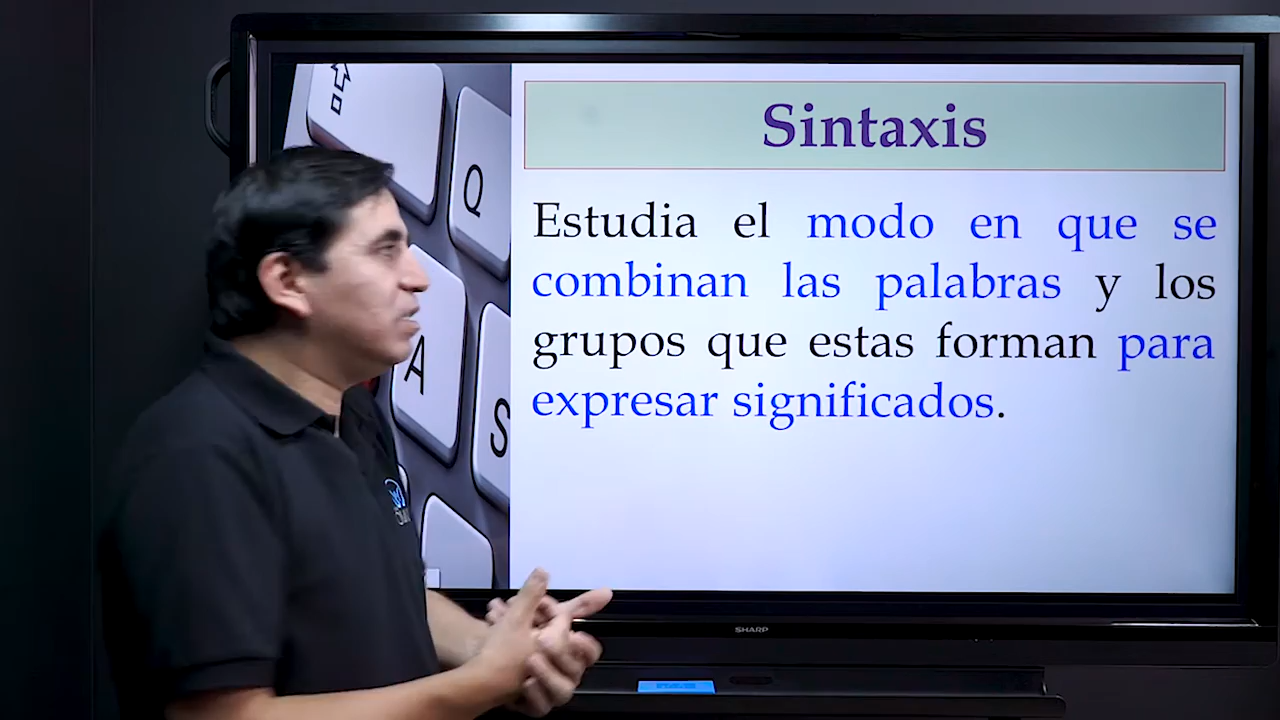 Sintaxis
Estudia el modo en que se
combinan las palabras y los
grupos que estas forman para
expresar significados.
Q
A
S
SHARP